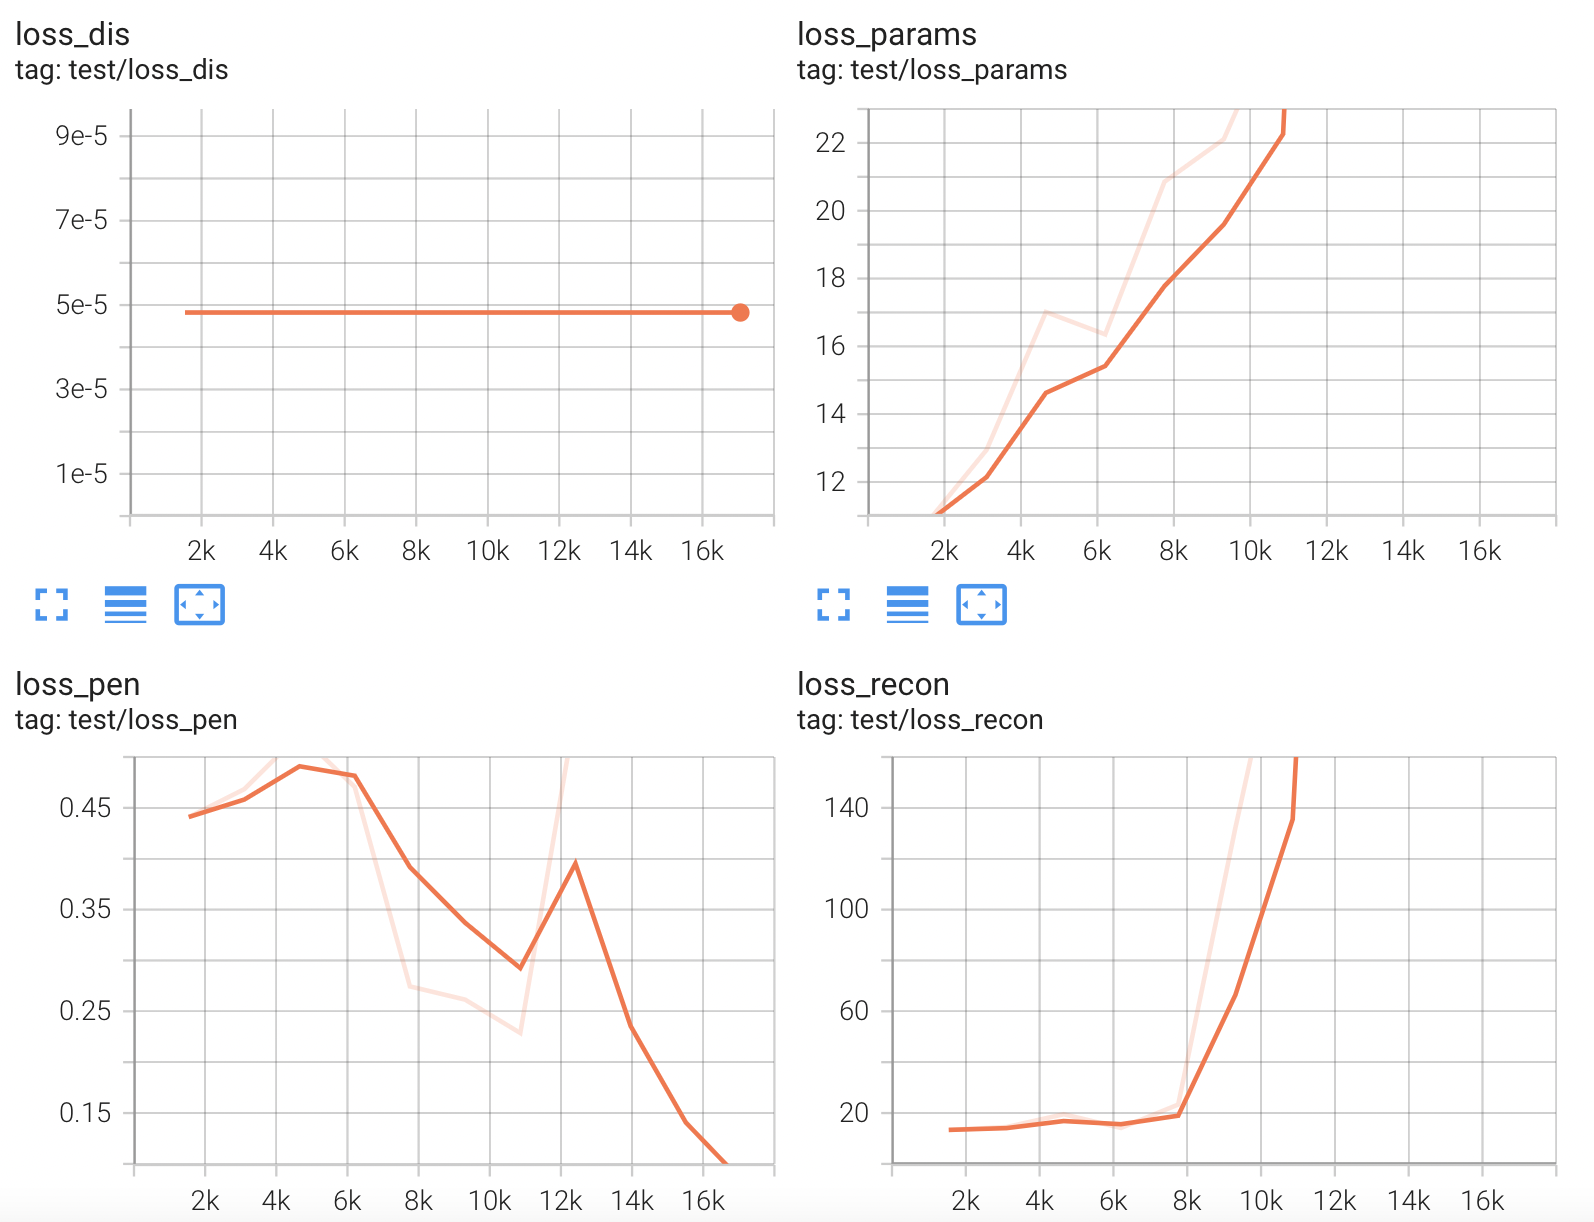 loss_dis
tag: test/loss_dis
9e-5
7e-5
5e-5
3e-5
1e-5
2k 4k 6k 8k 10k 12k 14k 16k
loss_params
tag: test/loss_params
22
20
18
16
14
12
2k 4k 6k 8k 10k 12k 14k 16k
loss_pen
tag: test/loss_pen
0.45
0.35
0.25
0.15
2k 4k 6k 8k 10k 12k 14k 16k
loss_recon
tag: test/loss_recon
140
100
60
20
2k 4k 6k 8k 10k 12k 14k 16k